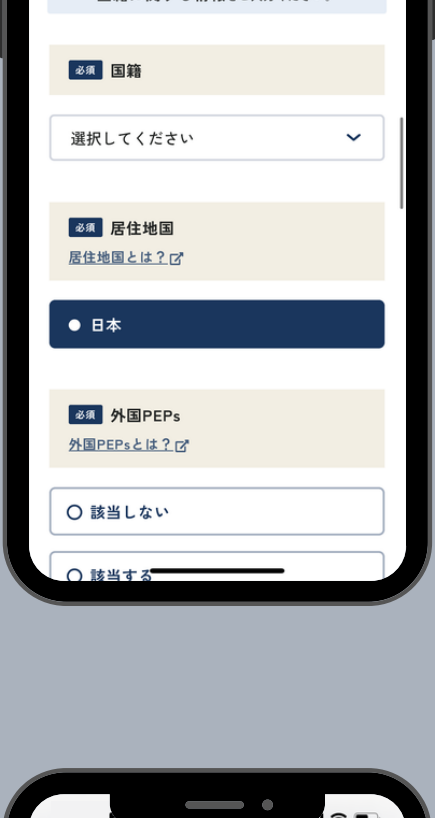 必須 国籍
選択してください
必須 居住地国
居住地国とは？
日本
必須 外国PEPs
外国PEPsとは？
該当しない
該当する